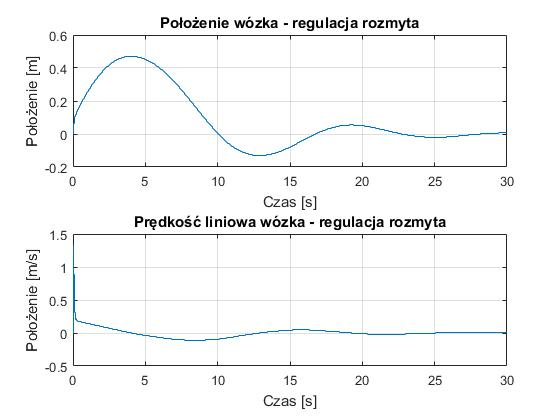 Położenie wózka - regulacja rozmyta
0.6
0.4
0.2
0
-0.2
Położenie [m]
0 5 10 15 20 25 30
Czas [s]
Prędkość liniowa wózka - regulacja rozmyta
1.5
1
0.5
0
-0.5
Położenie [m/s]
0 5 10 15 20 25 30
Czas [s]